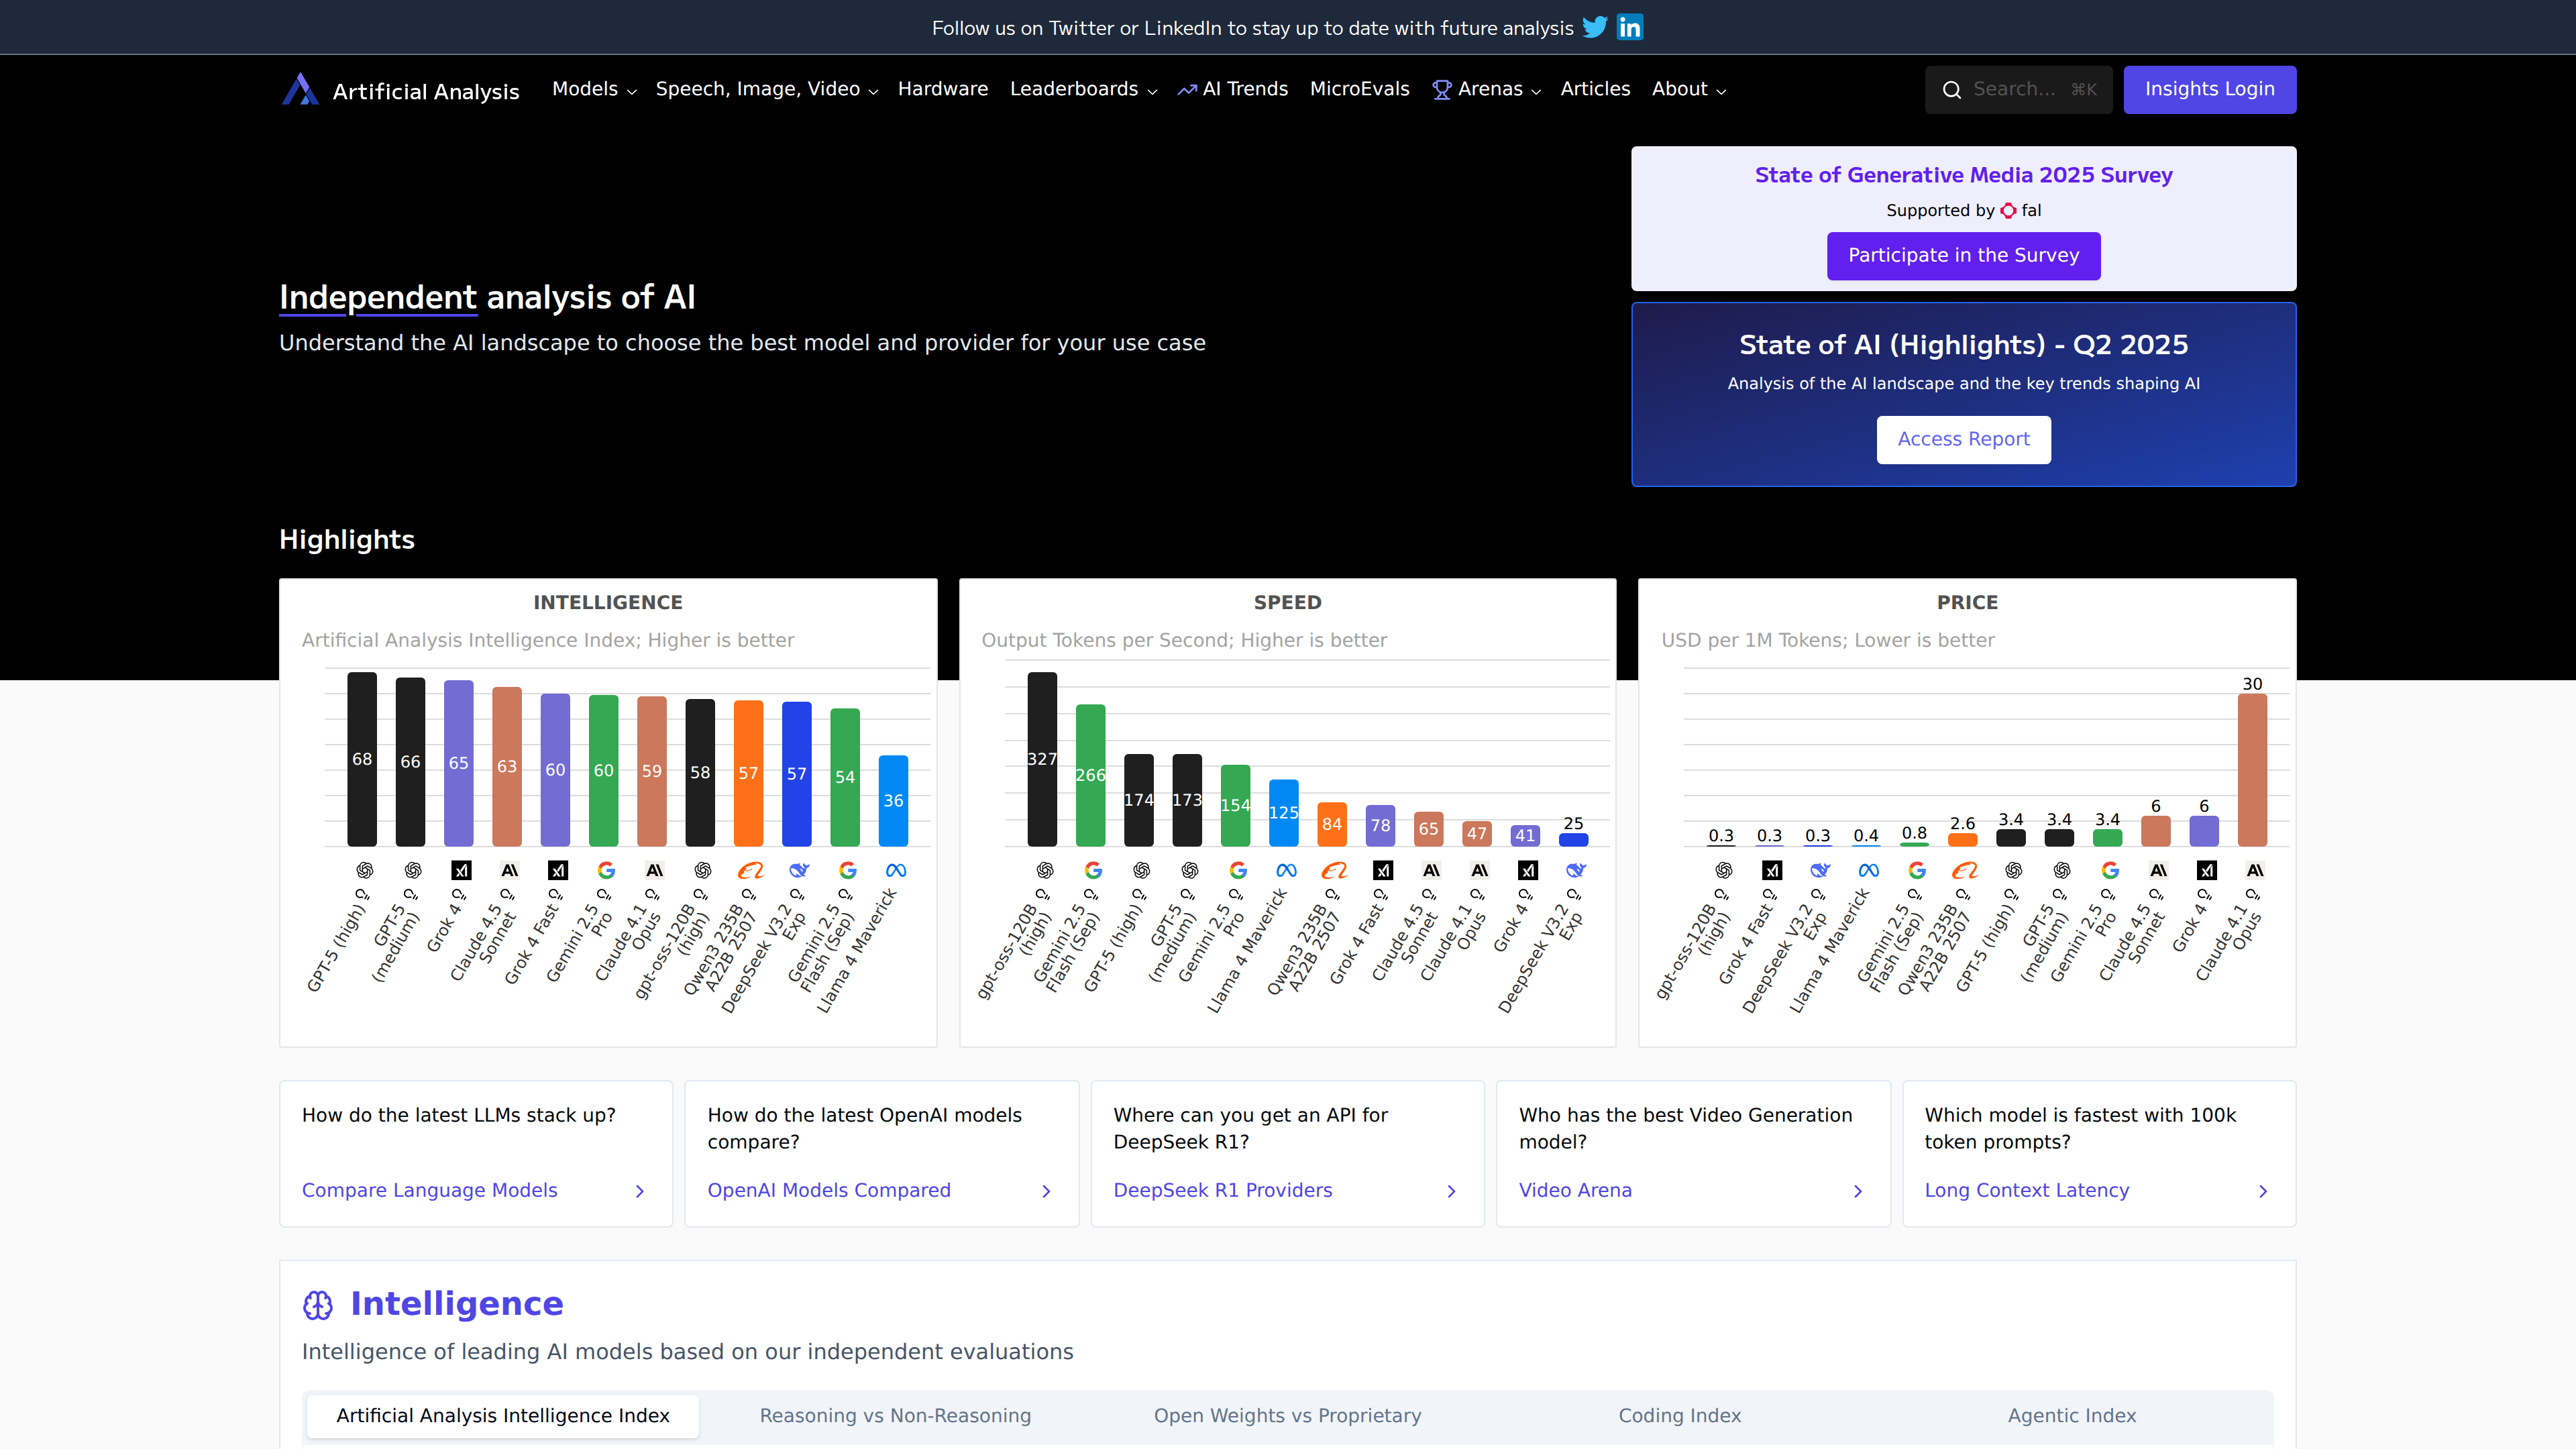 Follow us on Twitter or LinkedIn to stay up to date with future analysis
Artificial Analysis
Models
Speech, Image, Video
Hardware
Leaderboards
AI Trends
MicroEvals
Arenas
Articles
About
Search... ⌘K
Insights Login
State of Generative Media 2025 Survey
Supported by fal
Participate in the Survey
Independent analysis of AI
Understand the AI landscape to choose the best model and provider for your use case
State of AI (Highlights) - Q2 2025
Analysis of the AI landscape and the key trends shaping AI
Access Report
Highlights
INTELLIGENCE
Artificial Analysis Intelligence Index; Higher is better
68 66 65 63 60 60 59 58 57 57 54 36
GPT-5 (high)
GPT-5
(medium)
Grok 4
Claude 4.5
Sonnet
Grok 4 Fast
Gemini 2.5
Pro
Claude 4.1
Opus
gpt-oss-120B
(high)
Qwen3 235B
A22B 2507
DeepSeek V3.2
Exp
Gemini 2.5
Flash (Sep)
Llama 4 Maverick
SPEED
Output Tokens per Second; Higher is better
327 266 174 173 154 125 84 78 65 47 41 25
gpt-oss-120B
(high)
Gemini 2.5
Flash (Sep)
GPT-5 (high)
GPT-5
(medium)
Gemini 2.5
Pro
Llama 4 Maverick
Qwen3 235B
A22B 2507
Grok 4 Fast
Claude 4.5
Sonnet
Claude 4.1
Opus
Grok 4
DeepSeek V3.2
Exp
PRICE
USD per 1M Tokens; Lower is better
0.3 0.3 0.3 0.4 0.8 2.6 3.4 3.4 3.4 6 6 30
gpt-oss-120B
(high)
Grok 4 Fast
DeepSeek V3.2
Exp
Llama 4 Maverick
Gemini 2.5
Flash (Sep)
Qwen3 235B
A22B 2507
GPT-5 (high)
GPT-5
(medium)
Gemini 2.5
Pro
Claude 4.5
Sonnet
Grok 4
Claude 4.1
Opus
How do the latest LLMs stack up?
Compare Language Models
How do the latest OpenAI models
compare?
OpenAI Models Compared
Where can you get an API for
DeepSeek R1?
DeepSeek R1 Providers
Who has the best Video Generation
model?
Video Arena
Which model is fastest with 100k
token prompts?
Long Context Latency
Intelligence
Intelligence of leading AI models based on our independent evaluations
Artificial Analysis Intelligence Index
Reasoning vs Non-Reasoning
Open Weights vs Proprietary
Coding Index
Agentic Index